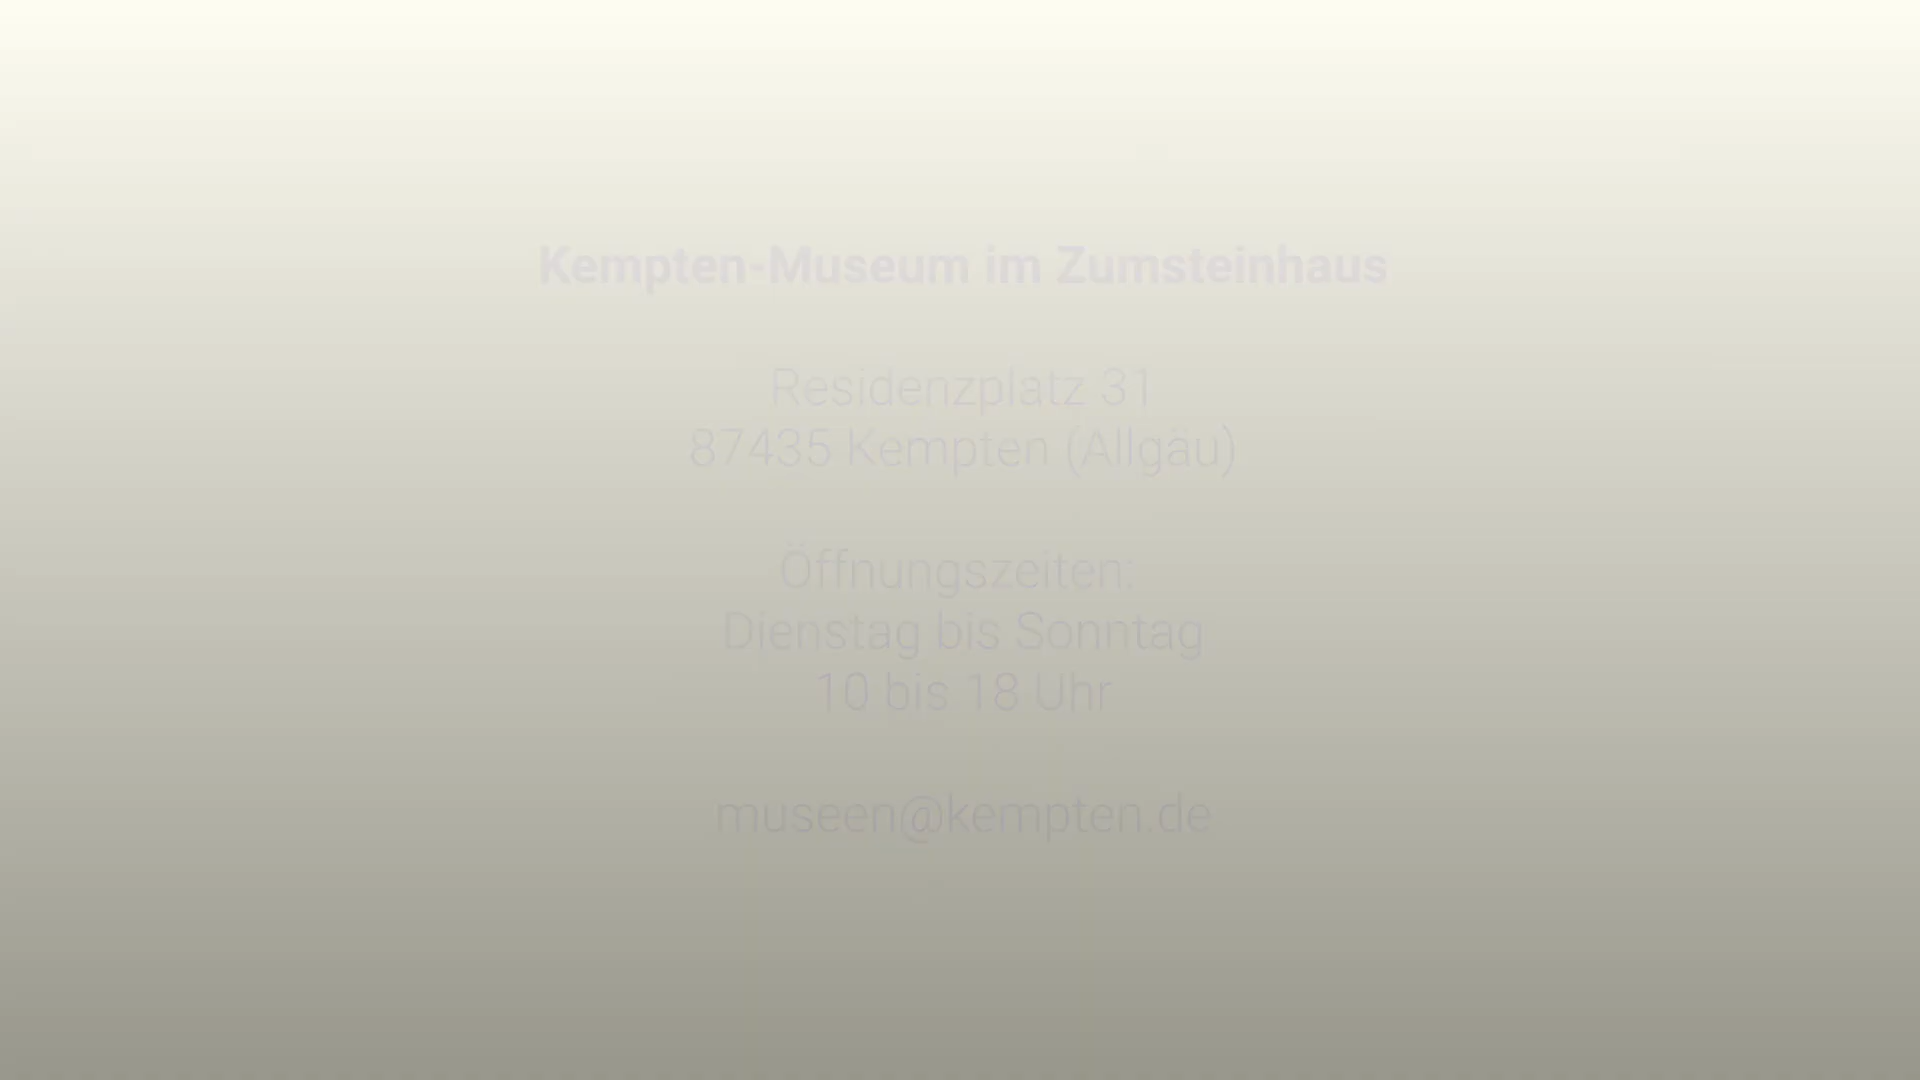 Kempten-Museum im Zumsteinhaus
Residenzplatz 31
87435 Kempten (Allgäu)
Öffnungszeiten:
Dienstag bis Sonntag
10 bis 18 Uhr
museen@kempten.de